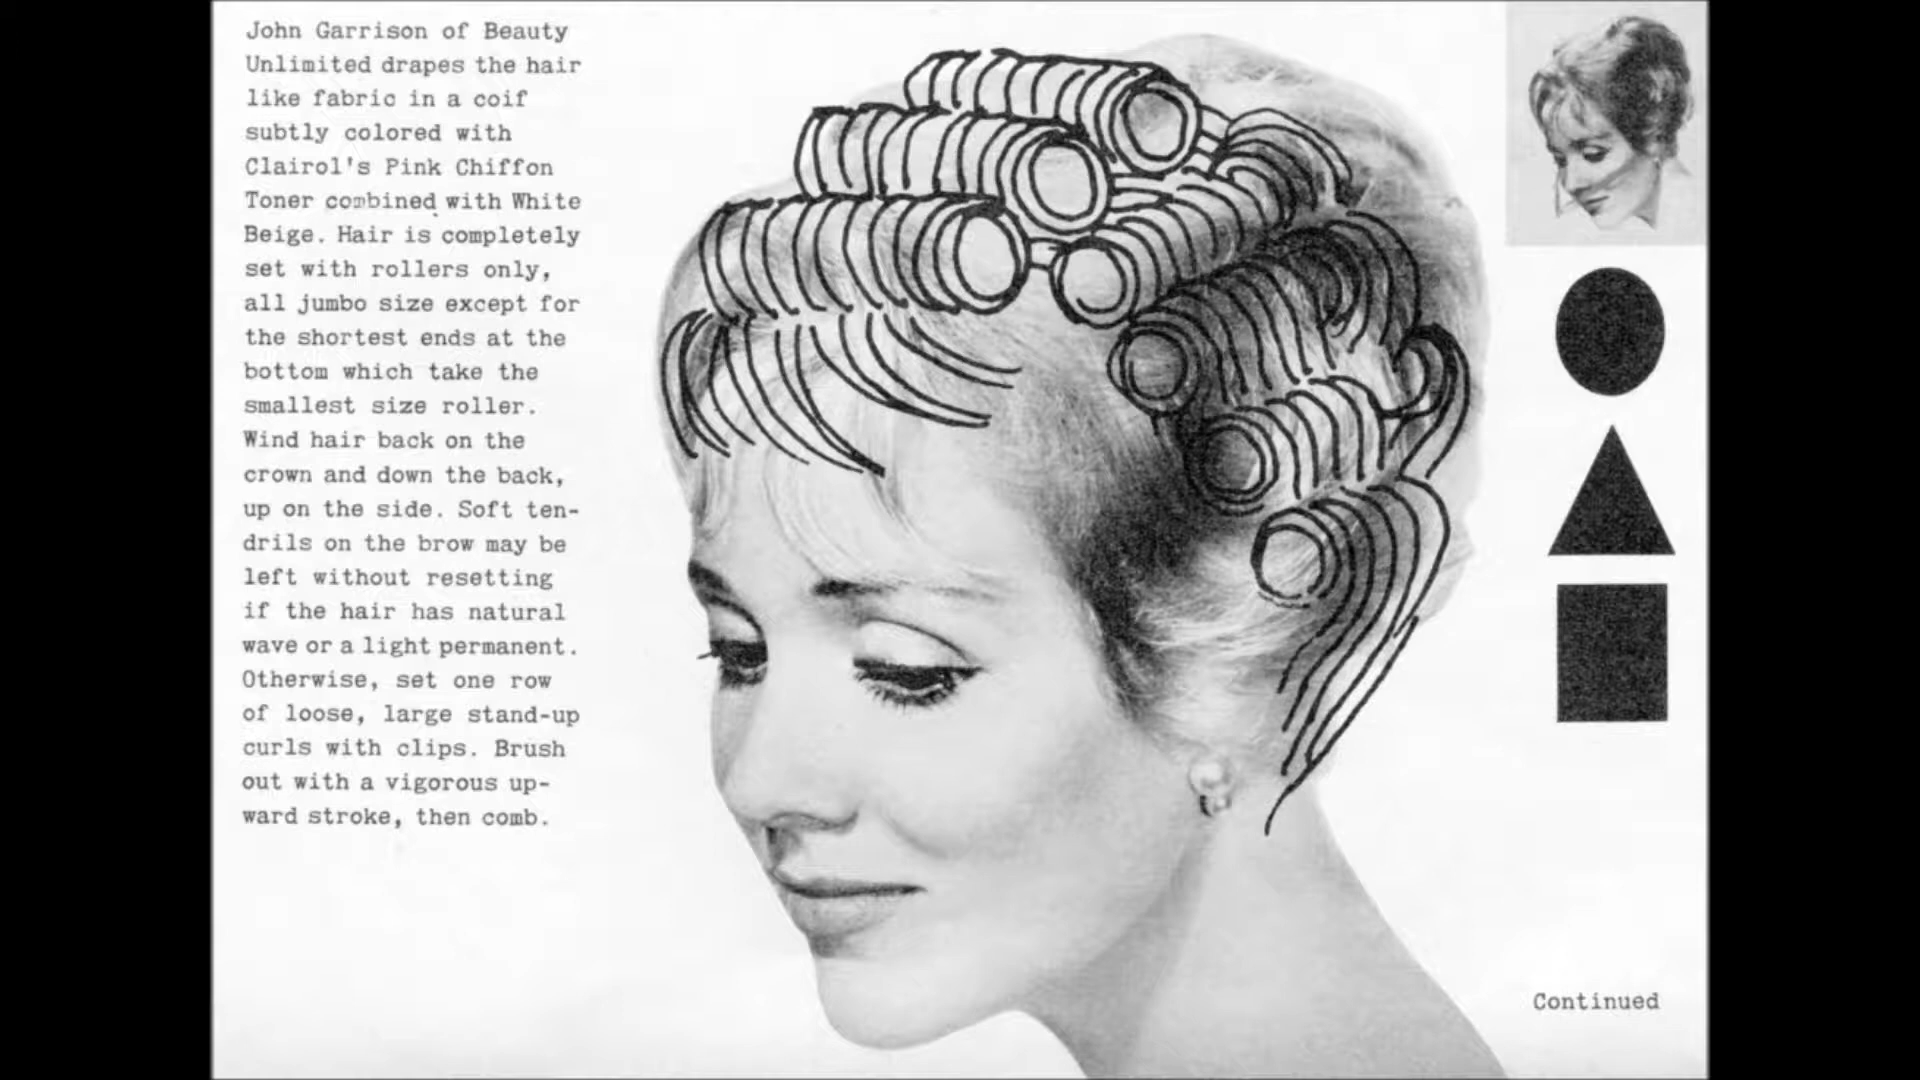 John Garrison of Beauty
Unlimited drapes the hair
like fabric in a coif
subtly colored with
Clairol's Pink Chiffon
Toner combined with White
Beige. Hair is completely
set with rollers only,
all jumbo size except for
the shortest ends at the
bottom which take the
smallest size roller.
Wind hair back on the
crown and down the back,
up on the side. Soft ten-
drils on the brow may be
left without resetting
if the hair has natural
wave or a light permanent.
Otherwise, set one row
of loose, large stand-up
curls with clips. Brush
out with a vigorous up-
ward stroke, then comb.
Continued